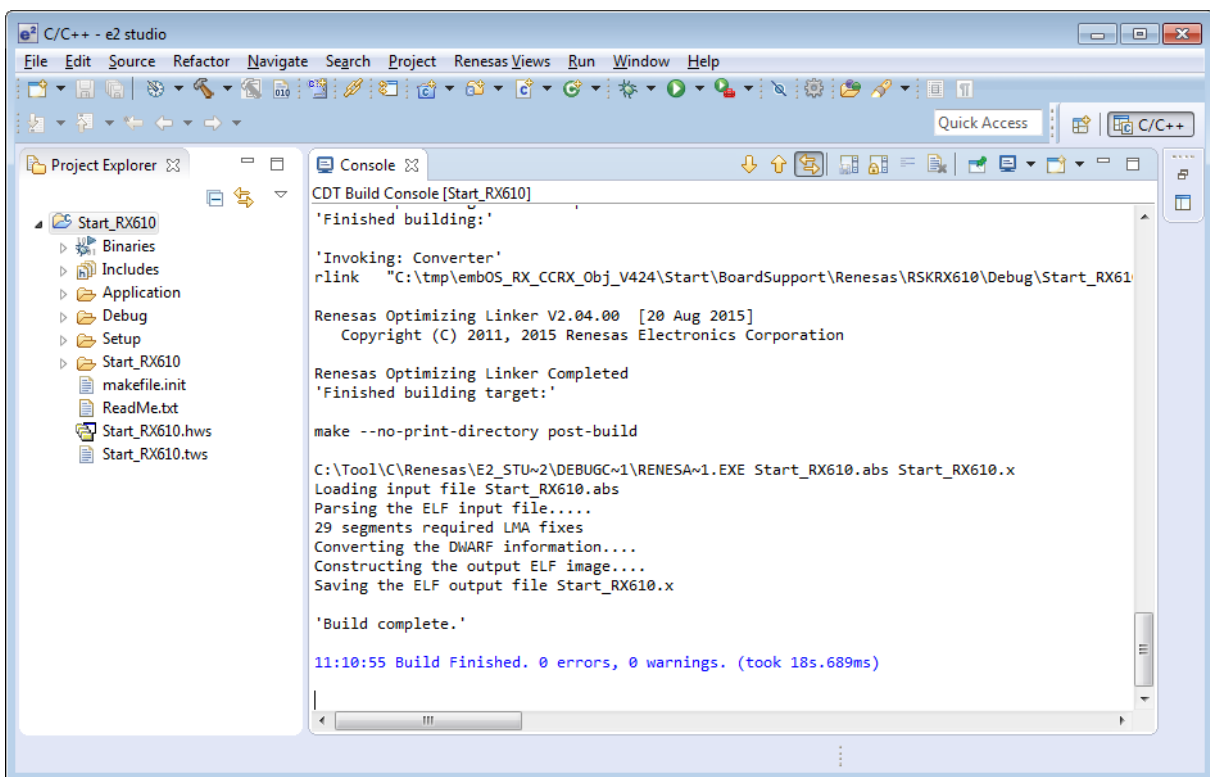 C/C++ - e2 studio
File Edit Source Refactor Navigate Search Project Renesas Views Run Window Help
Quick Access
C/C++
Project Explorer
Console
CDT Build Console [Start_RX610]
Start_RX610
Binaries
Includes
Application
Debug
Setup
Start_RX610
makefile.init
ReadMe.txt
Start_RX610.hws
Start_RX610.tws
'Finished building:'
'Invoking: Converter'
rlink "C:\tmp\embOS_RX_CCRX_Obj_V424\Start\BoardSupport\Renesas\RSKRX610\Debug\Start_RX61
Renesas Optimizing Linker V2.04.00 [20 Aug 2015]
Copyright (C) 2011, 2015 Renesas Electronics Corporation
Renesas Optimizing Linker Completed
'Finished building target:'
make --no-print-directory post-build
C:\Tool\C\Renesas\E2_STU~2\DEBUGC~1\RENESA~1.EXE Start_RX610.abs Start_RX610.x
Loading input file Start_RX610.abs
Parsing the ELF input file.....
29 segments required LMA fixes
Converting the DWARF information....
Constructing the output ELF image....
Saving the ELF output file Start_RX610.x
'Build complete.'
11:10:55 Build Finished. 0 errors, 0 warnings. (took 18s.689ms)